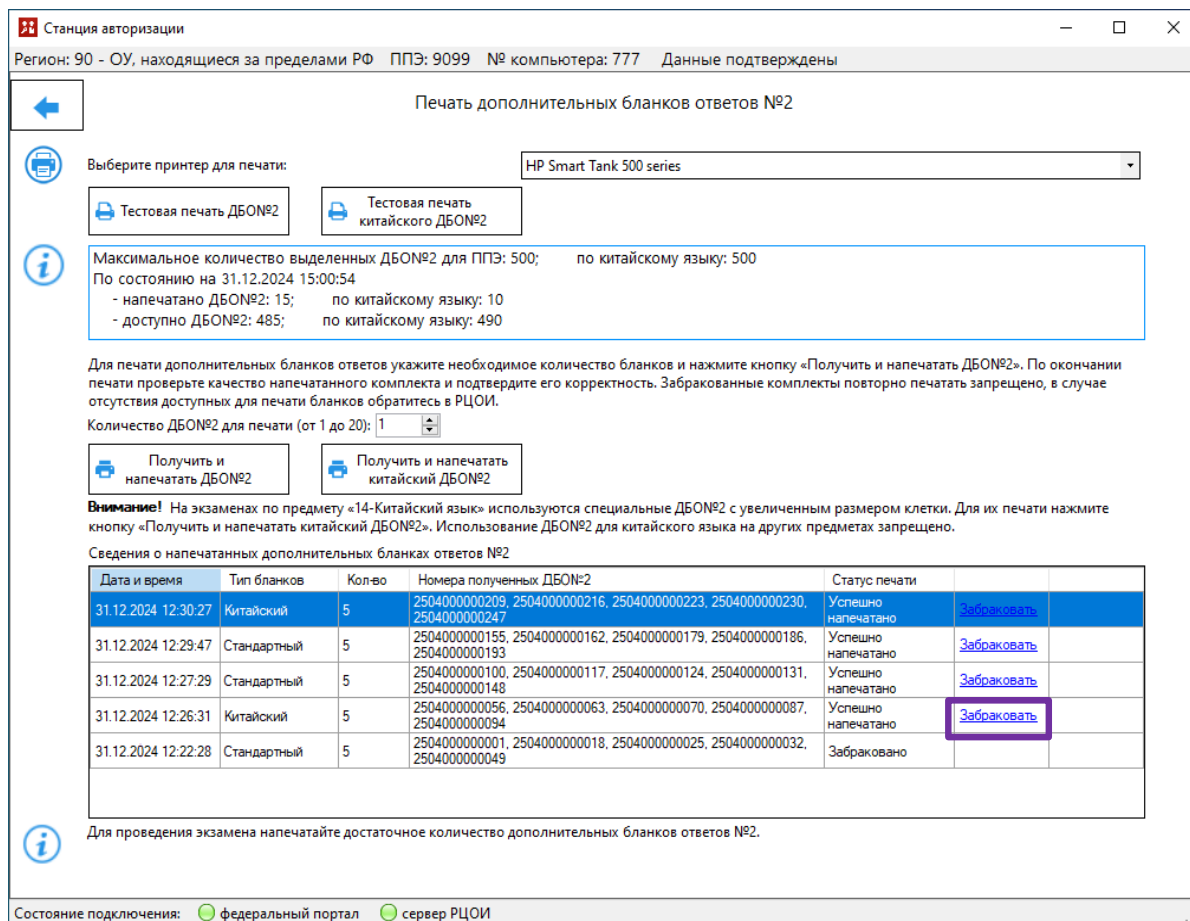 Станция авторизации
Регион: 90 - ОУ, находящиеся за пределами РФ ППЭ: 9099 № компьютера: 777 Данные подтверждены
Печать дополнительных бланков ответов №2
Выберите принтер для печати:
HP Smart Tank 500 series
Тестовая печать ДБО№2
Тестовая печать
китайского ДБО№2
Максимальное количество выделенных ДБО№2 для ППЭ: 500; по китайскому языку: 500
По состоянию на 31.12.2024 15:00:54
- напечатано ДБО№2: 15; по китайскому языку: 10
- доступно ДБО№2: 485; по китайскому языку: 490
Для печати дополнительных бланков ответов укажите необходимое количество бланков и нажмите кнопку «Получить и напечатать ДБО№2». По окончании
печати проверьте качество напечатанного комплекта и подтвердите его корректность. Забракованные комплекты повторно печатать запрещено, в случае
отсутствия доступных для печати бланков обратитесь в РЦОИ.
Количество ДБО№2 для печати (от 1 до 20): 1
Получить и
напечатать ДБО№2
Получить и напечатать
китайский ДБО№2
Внимание! На экзаменах по предмету «14-Китайский язык» используются специальные ДБО№2 с увеличенным размером клетки. Для их печати нажмите
кнопку «Получить и напечатать китайский ДБО№2». Использование ДБО№2 для китайского языка на других предметах запрещено.
Сведения о напечатанных дополнительных бланках ответов №2
Дата и время Тип бланков Кол-во Номера полученных ДБО№2 Статус печати
31.12.2024 12:30:27 Китайский 5 2504000000209, 2504000000216, 2504000000223, 2504000000230, Успешно Забраковать
2504000000247 напечатано
31.12.2024 12:29:47 Стандартный 5 2504000000155, 2504000000162, 2504000000179, 2504000000186, Успешно Забраковать
2504000000193 напечатано
31.12.2024 12:27:29 Стандартный 5 2504000000100, 2504000000117, 2504000000124, 2504000000131, Успешно Забраковать
2504000000148 напечатано
31.12.2024 12:26:31 Китайский 5 2504000000056, 2504000000063, 2504000000070, 2504000000087, Успешно Забраковать
2504000000094 напечатано
31.12.2024 12:22:28 Стандартный 5 2504000000001, 2504000000018, 2504000000025, 2504000000032, Забраковано
2504000000049
Для проведения экзамена напечатайте достаточное количество дополнительных бланков ответов №2.
Состояние подключения: федеральный портал сервер РЦОИ